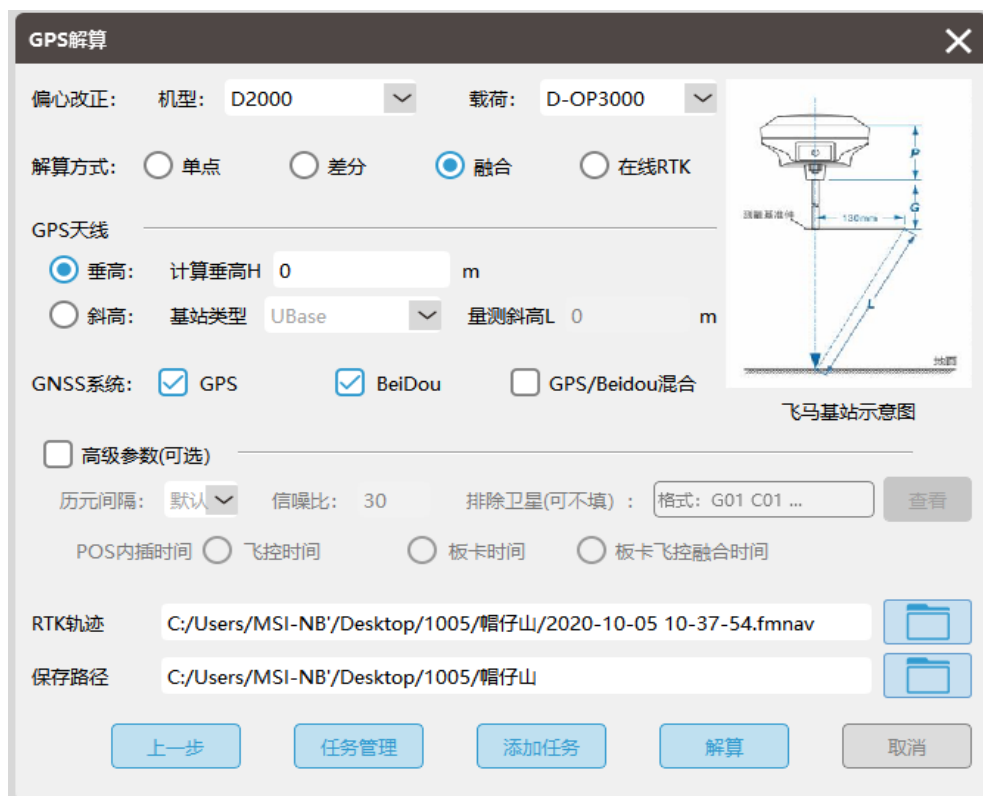 GPS解算
偏心改正： 机型： D2000 载荷： D-OP3000
解算方式： 单点 差分 融合 在线RTK
P
G
测量基准件 130mm
L
地面
飞马基站示意图
GPS天线
垂高： 计算垂高H 0 m
斜高： 基站类型 UBase 量测斜高L 0 m
GNSS系统： GPS BeiDou GPS/Beidou混合
高级参数(可选)
历元间隔： 默认 信噪比： 30 排除卫星(可不填)： 格式：G01 C01 ... 查看
POS内插时间 飞控时间 板卡时间 板卡飞控融合时间
RTK轨迹 C:/Users/MSI-NB'/Desktop/1005/帽仔山/2020-10-05 10-37-54.fmnav
保存路径 C:/Users/MSI-NB'/Desktop/1005/帽仔山
上一步 任务管理 添加任务 解算 取消